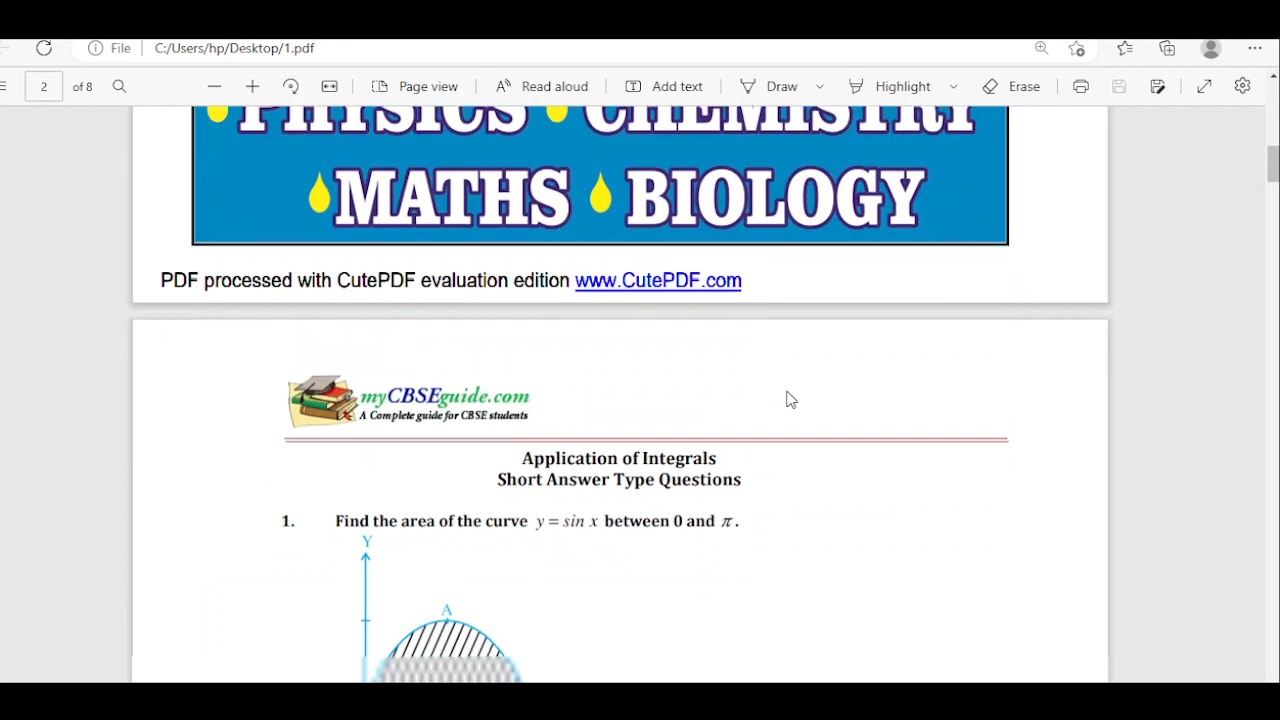 File C:/Users/hp/Desktop/1.pdf
2 of 8 Page view Read aloud Add text Draw Highlight Erase
PHYSICS CHEMISTRY
MATHS BIOLOGY
PDF processed with CutePDF evaluation edition www.CutePDF.com
myCBSEguide.com
A Complete guide for CBSE students
Application of Integrals
Short Answer Type Questions
1. Find the area of the curve y = sin x between 0 and π .
Y
A